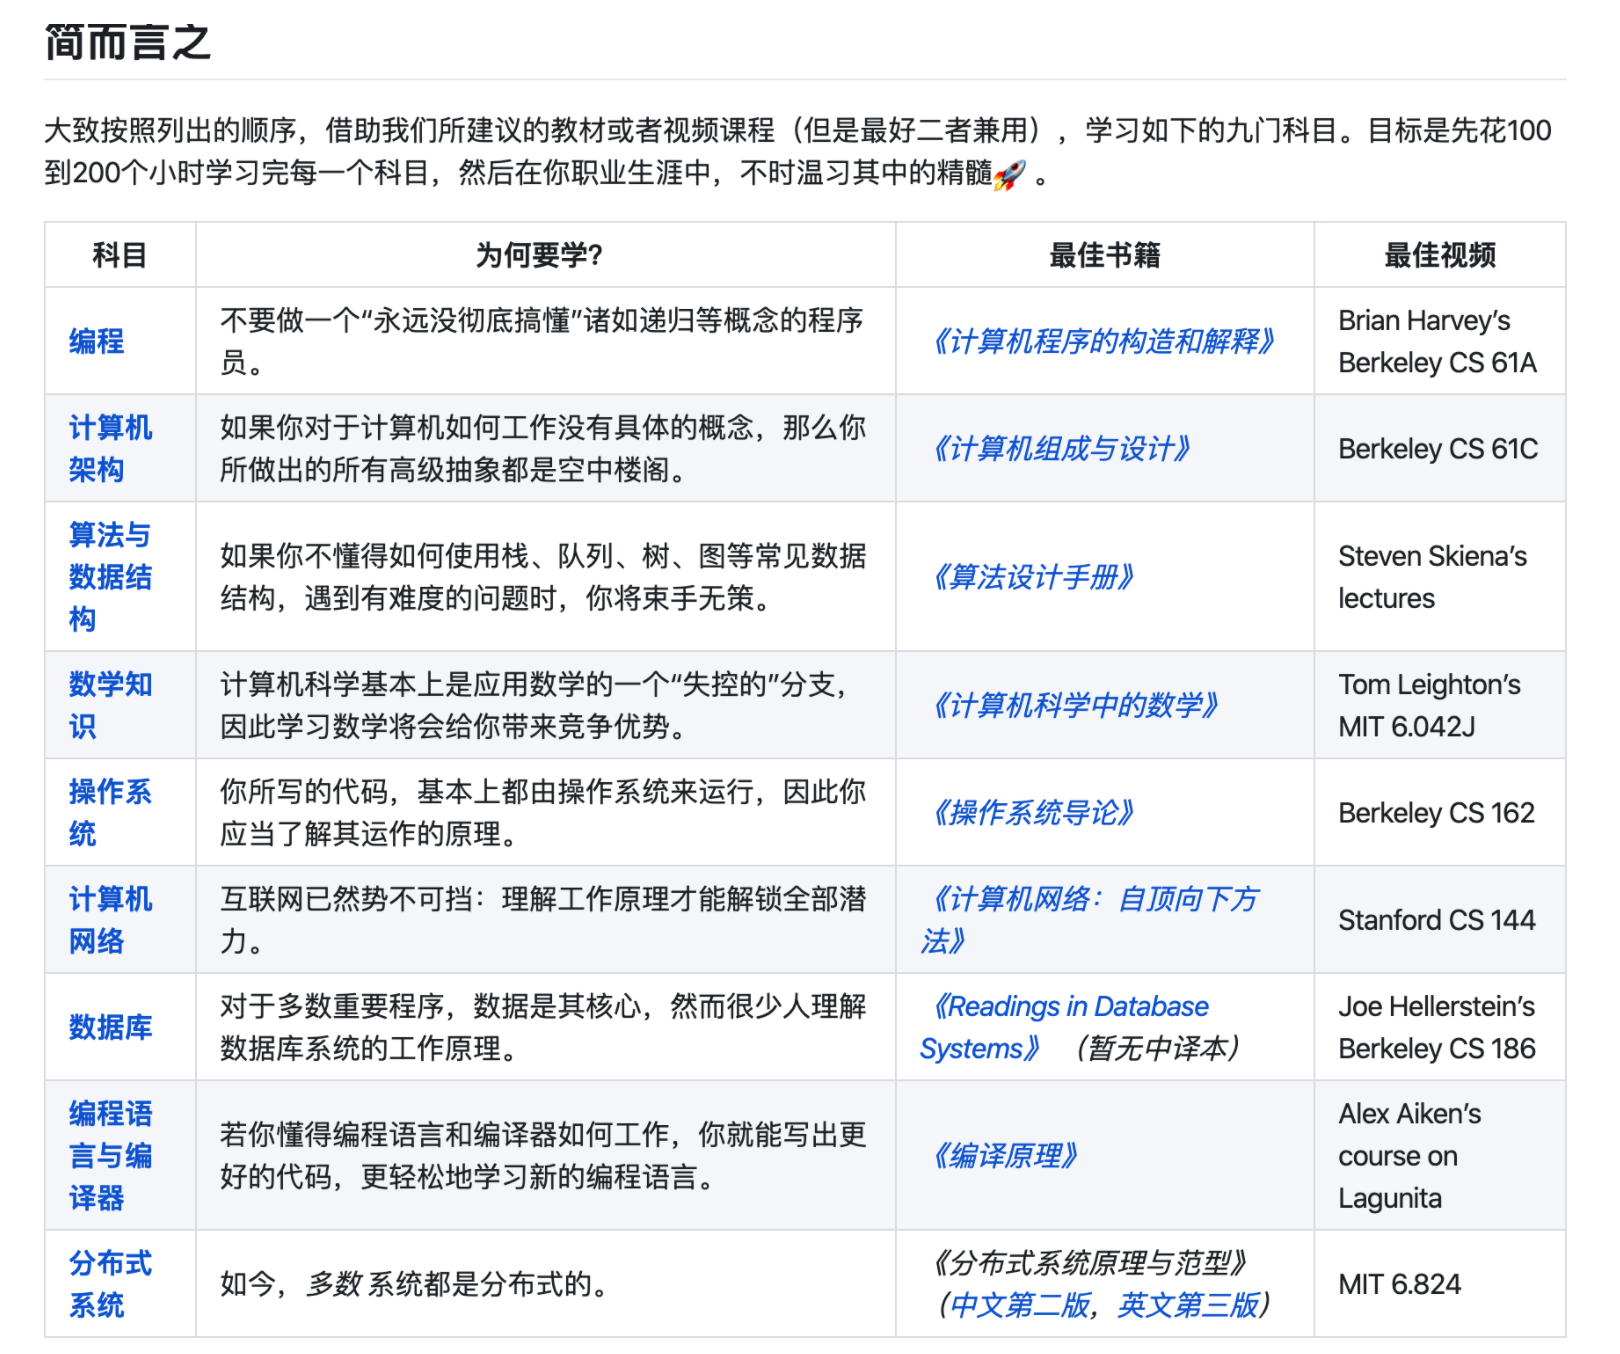 简而言之
大致按照列出的顺序，借助我们所建议的教材或者视频课程（但是最好二者兼用），学习如下的九门科目。目标是先花100
到200个小时学习完每一个科目，然后在你职业生涯中，不时温习其中的精髓🚀。
科目 为何要学? 最佳书籍 最佳视频
编程
不要做一个“永远没彻底搞懂”诸如递归等概念的程序
员。
《计算机程序的构造和解释》
Brian Harvey’s
Berkeley CS 61A
计算机
架构
如果你对于计算机如何工作没有具体的概念，那么你
所做出的所有高级抽象都是空中楼阁。
《计算机组成与设计》
Berkeley CS 61C
算法与
数据结
构
如果你不懂得如何使用栈、队列、树、图等常见数据
结构，遇到有难度的问题时，你将束手无策。
《算法设计手册》
Steven Skiena’s
lectures
数学知
识
计算机科学基本上是应用数学的一个“失控的”分支，
因此学习数学将会给你带来竞争优势。
《计算机科学中的数学》
Tom Leighton’s
MIT 6.042J
操作系
统
你所写的代码，基本上都由操作系统来运行，因此你
应当了解其运作的原理。
《操作系统导论》
Berkeley CS 162
计算机
网络
互联网已然势不可挡：理解工作原理才能解锁全部潜
力。
《计算机网络：自顶向下方
法》
Stanford CS 144
数据库
对于多数重要程序，数据是其核心，然而很少人理解
数据库系统的工作原理。
《Readings in Database
Systems》（暂无中译本）
Joe Hellerstein’s
Berkeley CS 186
编程语
言与编
译器
若你懂得编程语言和编译器如何工作，你就能写出更
好的代码，更轻松地学习新的编程语言。
《编译原理》
Alex Aiken’s
course on
Lagunita
分布式
系统
如今，多数 系统都是分布式的。
《分布式系统原理与范型》
（中文第二版，英文第三版）
MIT 6.824